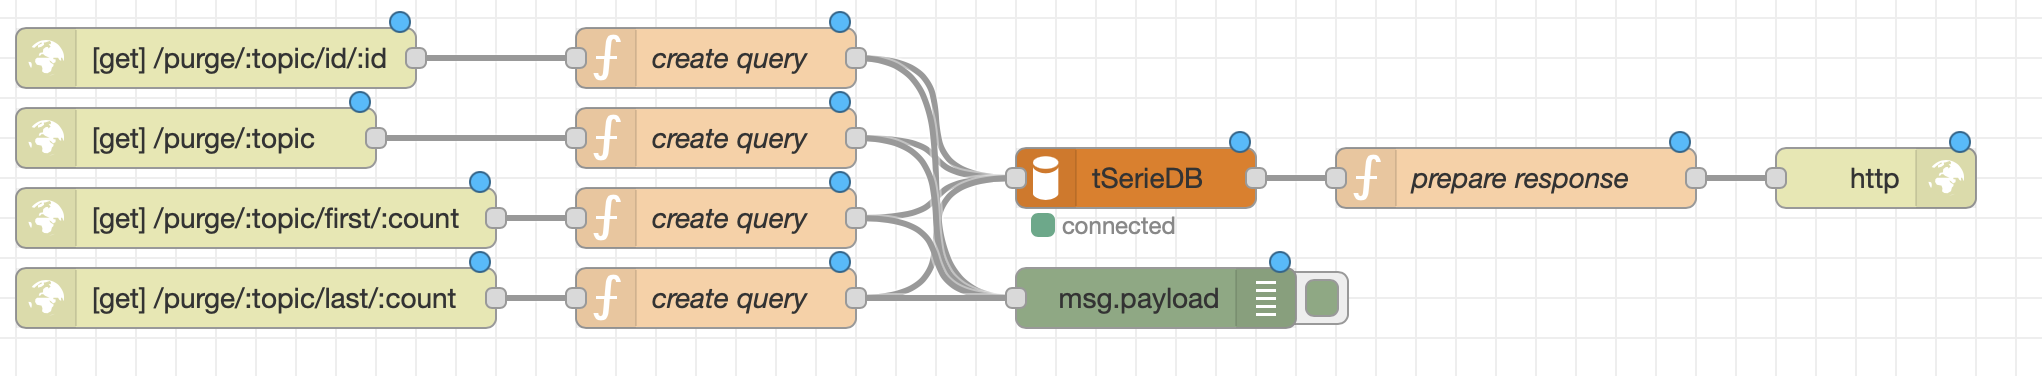 [get] /purge/:topic/id/:id
create query
[get] /purge/:topic
create query
tSerieDB
prepare response
http
[get] /purge/:topic/first/:count
create query
connected
[get] /purge/:topic/last/:count
create query
msg.payload